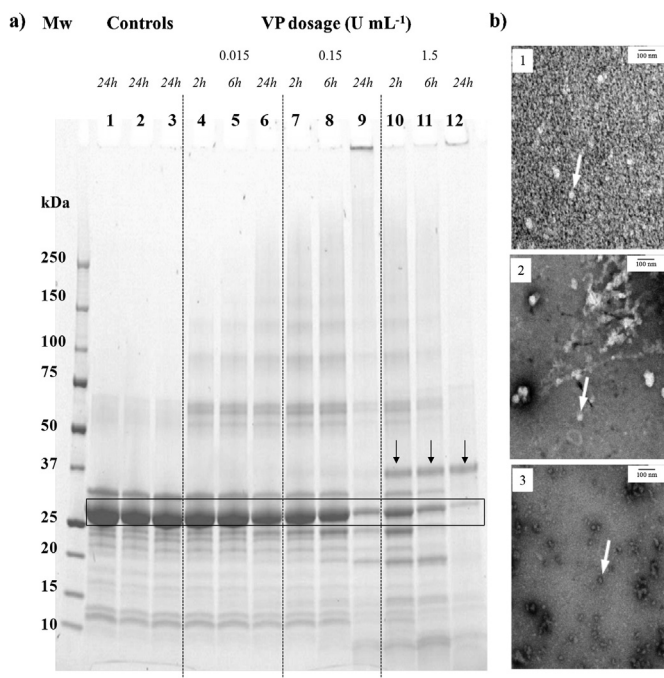 a) Mw Controls VP dosage (U mL-1) b)
0.015 0.15 1.5
24h 24h 24h 2h 6h 24h 2h 6h 24h 2h 6h 24h
1 2 3 4 5 6 7 8 9 10 11 12
kDa
250
150
100
75
50
37
25
20
15
10
1 100 nm
2 100 nm
3 100 nm